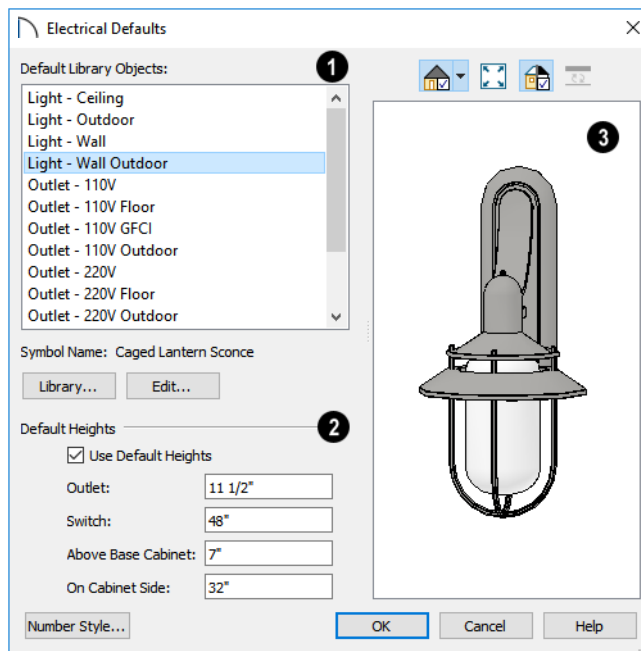 Electrical Defaults
Default Library Objects:
1
Light - Ceiling
Light - Outdoor
Light - Wall
Light - Wall Outdoor
Outlet - 110V
Outlet - 110V Floor
Outlet - 110V GFCI
Outlet - 110V Outdoor
Outlet - 220V
Outlet - 220V Floor
Outlet - 220V Outdoor
Symbol Name: Caged Lantern Sconce
Library... Edit...
Default Heights
2
Use Default Heights
Outlet: 11 1/2"
Switch: 48"
Above Base Cabinet: 7"
On Cabinet Side: 32"
3
Number Style... OK Cancel Help